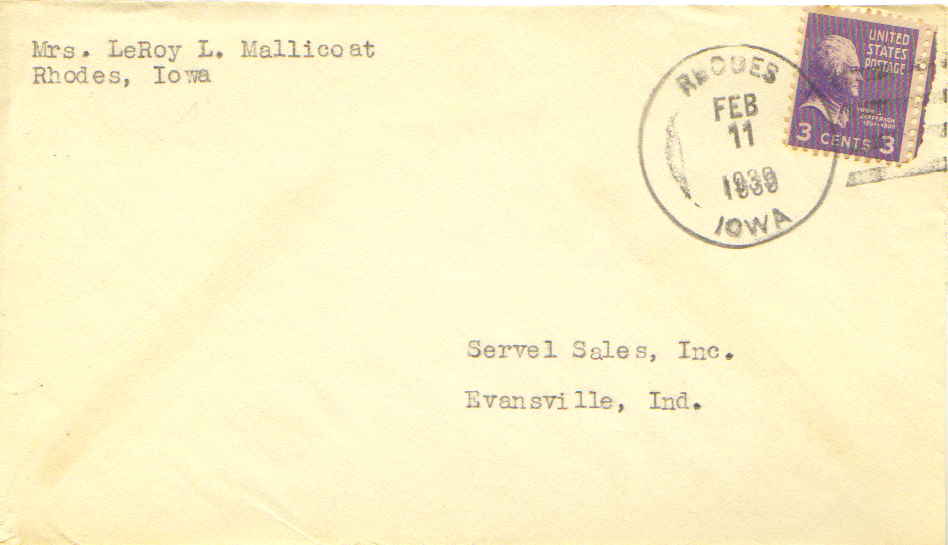 Mrs. LeRoy L. Mallicoat
Rhodes, Iowa
RHODES
FEB
11
1939
IOWA
UNITED
STATES
POSTAGE
3 CENTS 3
Servel Sales, Inc.
Evansville, Ind.